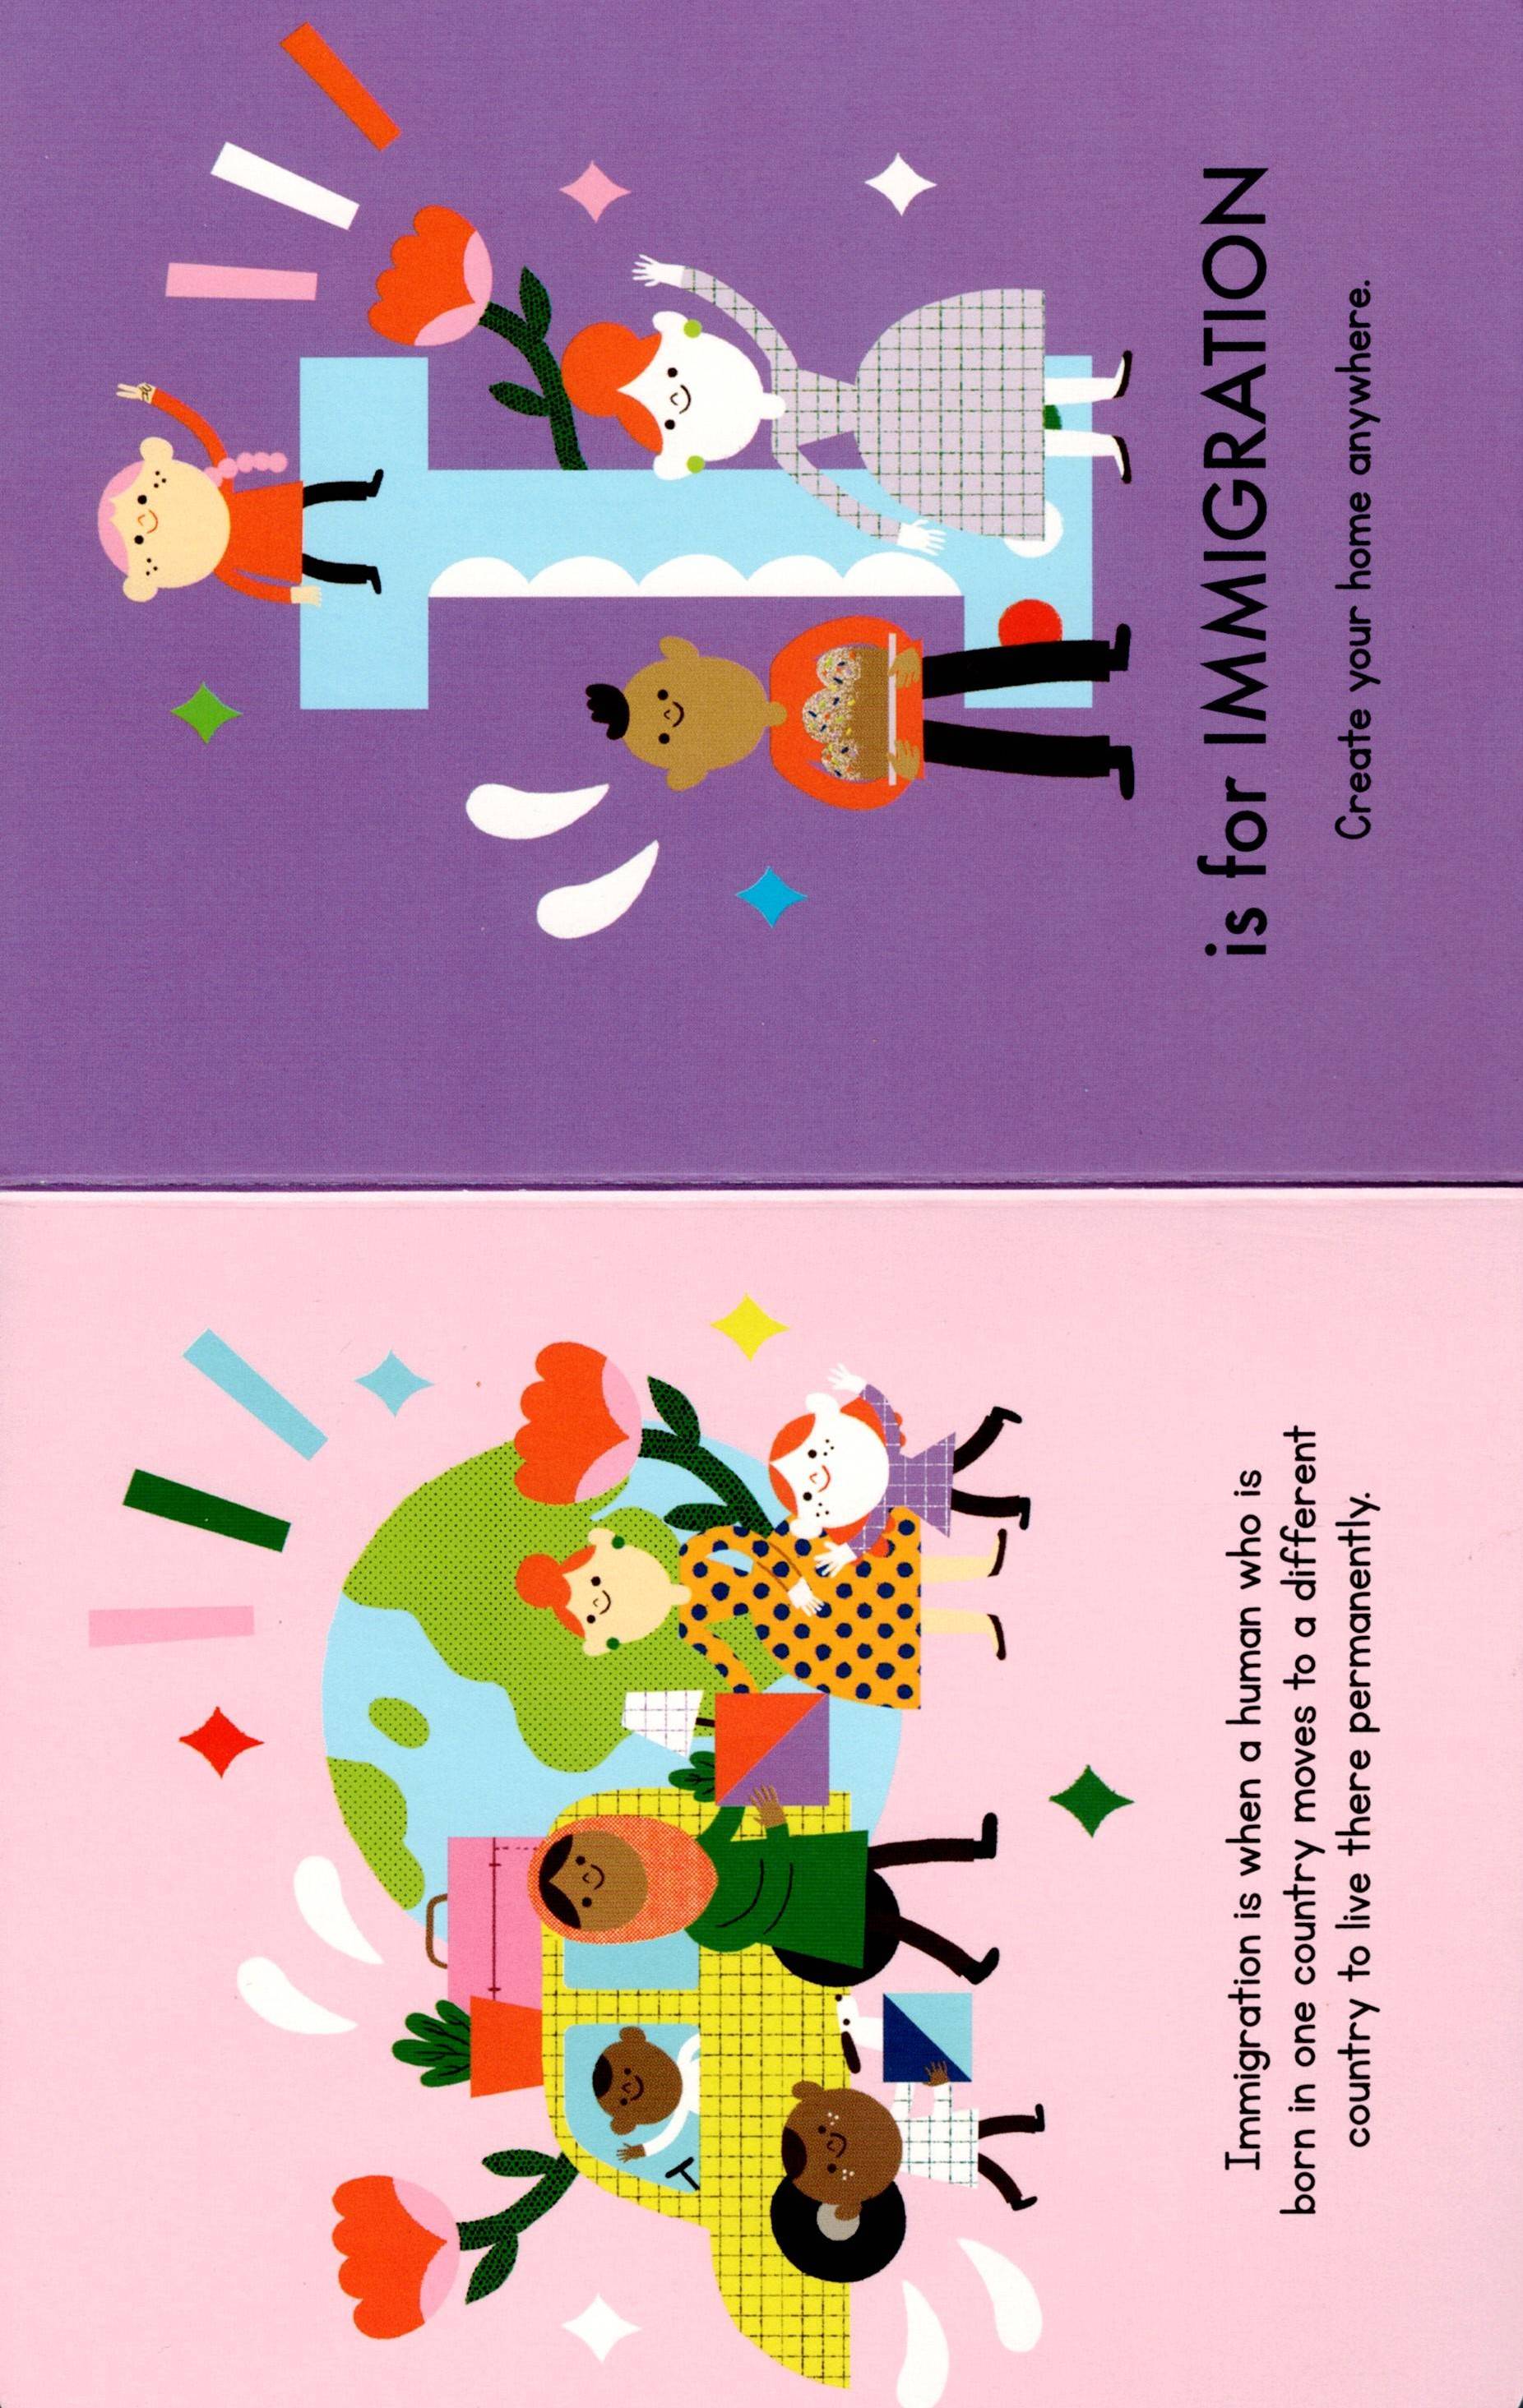 Immigration is when a human who is
born in one country moves to a different
country to live there permanently.
I
is for IMMIGRATION
Create your home anywhere.